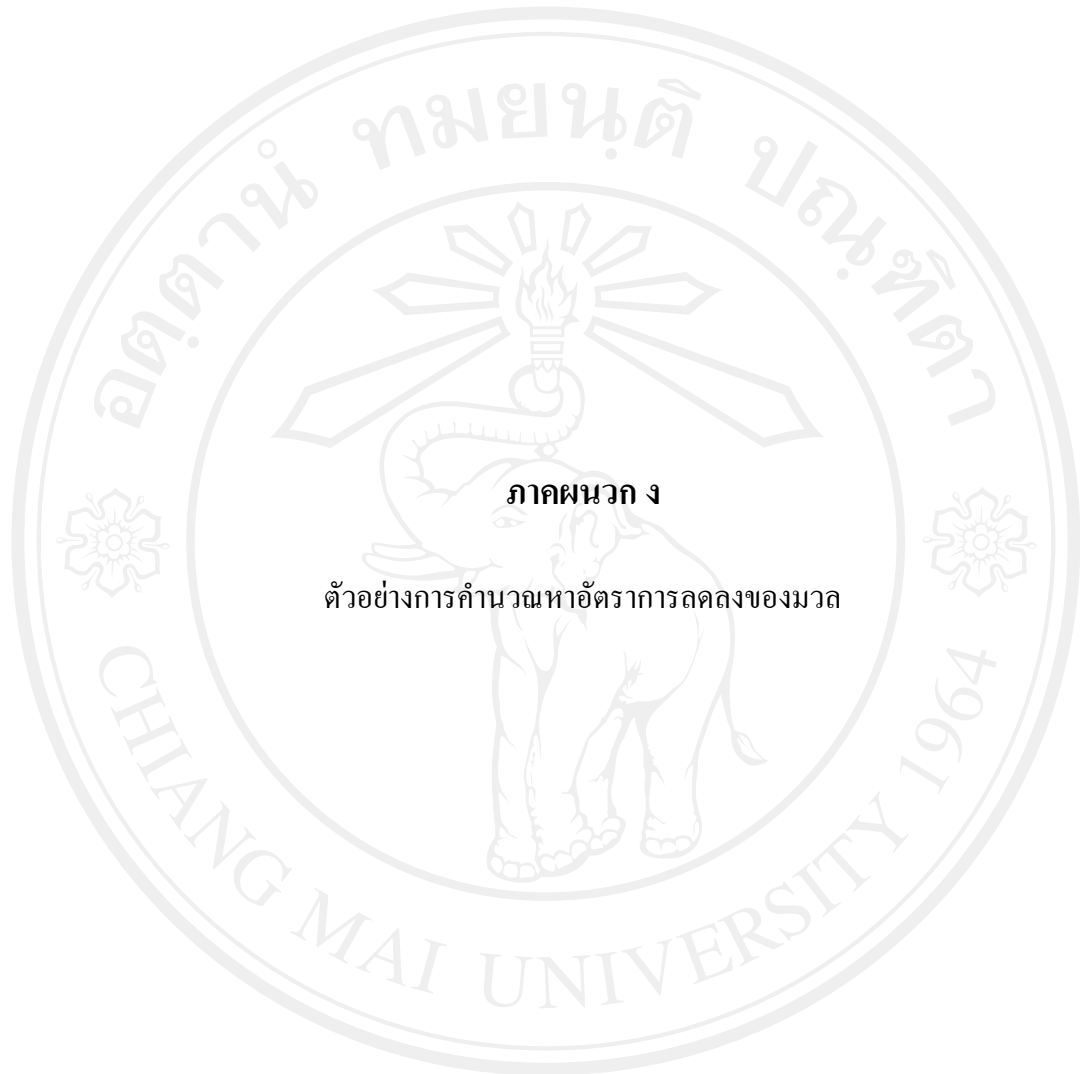 อตฺตานํ ทมยนฺติ ปณฺฑิตา
ภาคผนวก ง
ตัวอย่างการคำนวณหาอัตราการลดลงของมวล
CHIANG MAI UNIVERSITY 1964